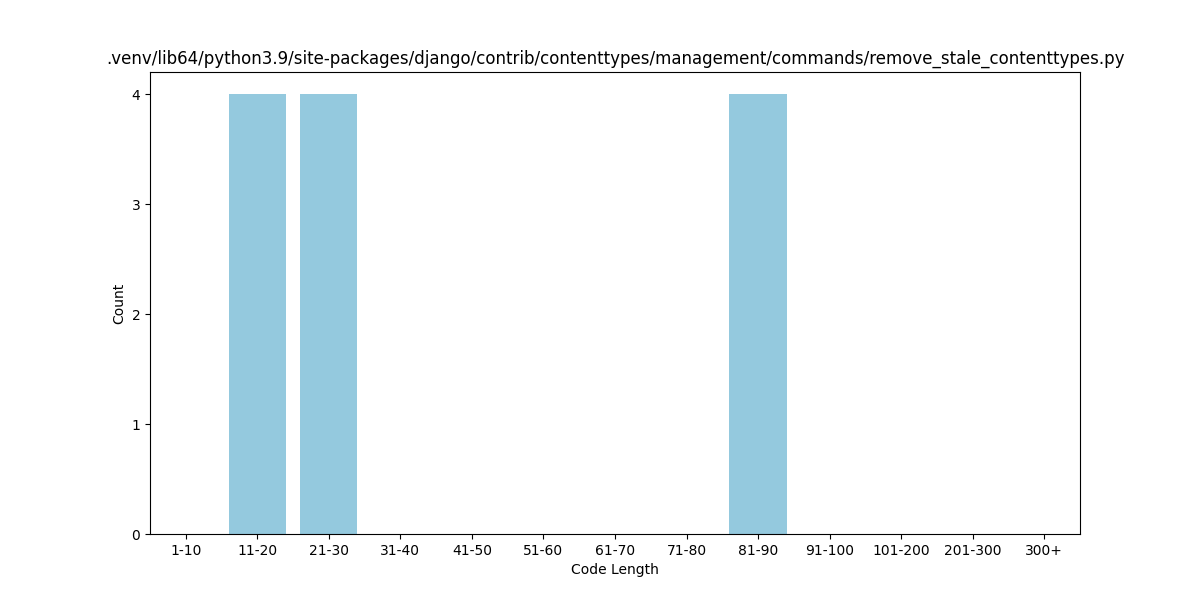 .venv/lib64/python3.9/site-packages/django/contrib/contenttypes/management/commands/remove_stale_contenttypes.py
4
3
2
1
0
Count
1-10 11-20 21-30 31-40 41-50 51-60 61-70 71-80 81-90 91-100 101-200 201-300 300+
Code Length